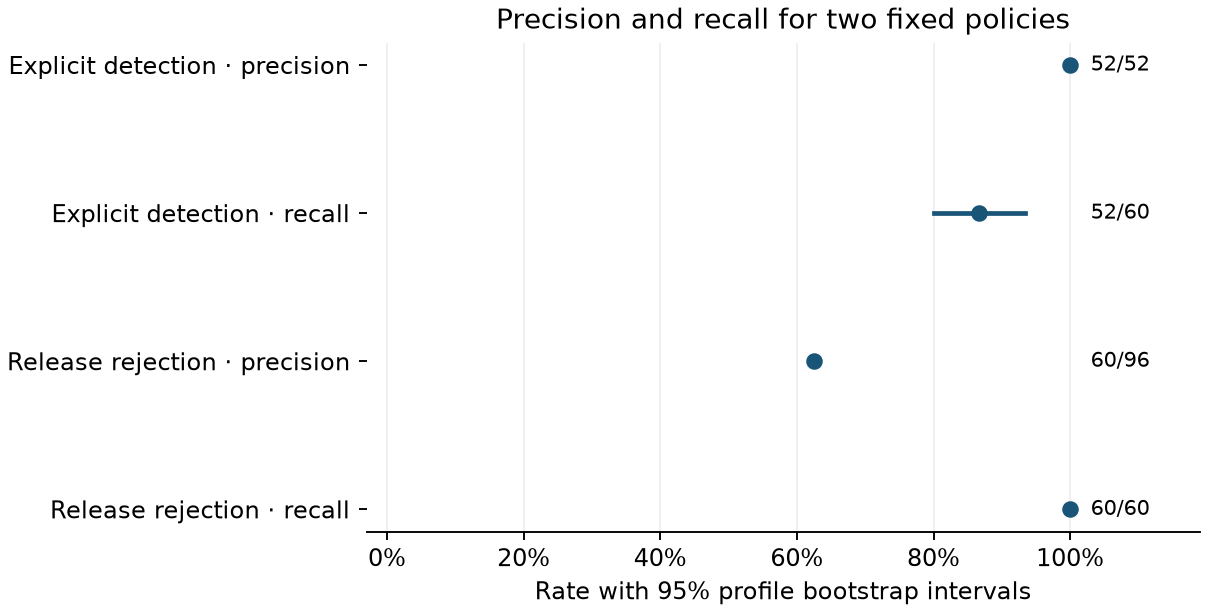 Precision and recall for two fixed policies
Explicit detection · precision
52/52
Explicit detection · recall
52/60
Release rejection · precision
60/96
Release rejection · recall
60/60
0% 20% 40% 60% 80% 100%
Rate with 95% profile bootstrap intervals